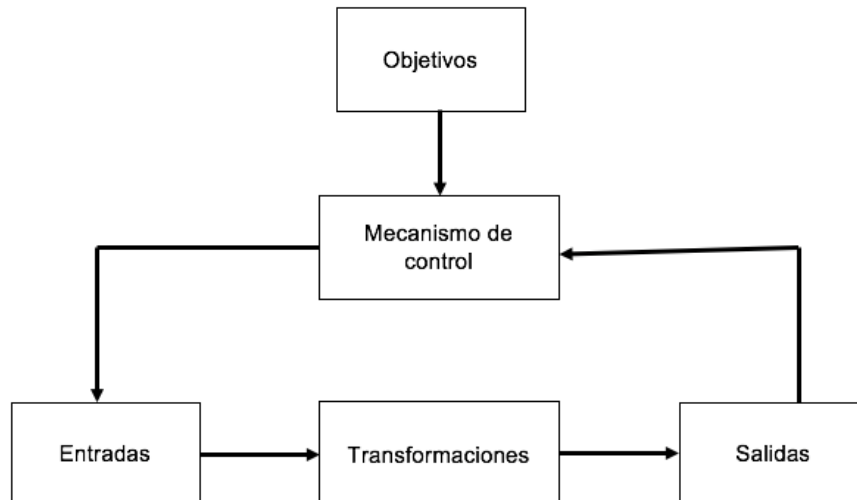 Objetivos
Mecanismo de
control
Entradas
Transformaciones
Salidas